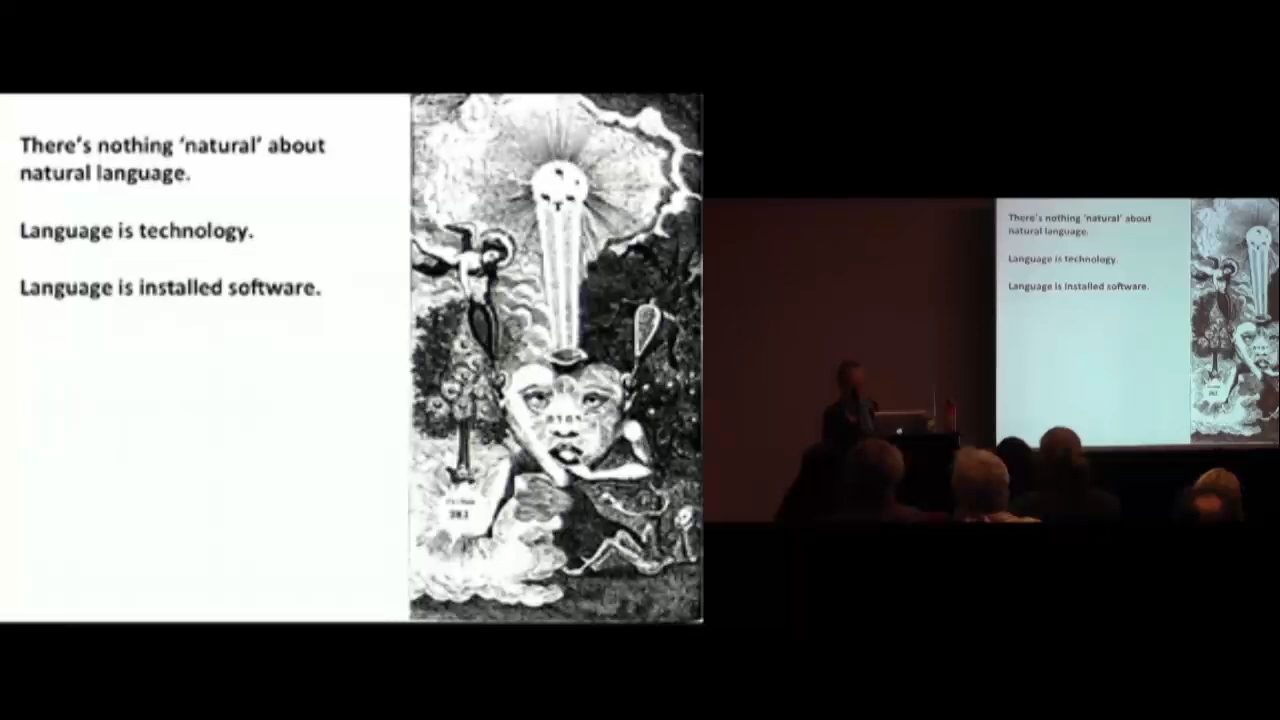 There's nothing 'natural' about
natural language.
Language is technology.
Language is installed software.
There's nothing 'natural' about
natural language.
Language is technology.
Language is installed software.